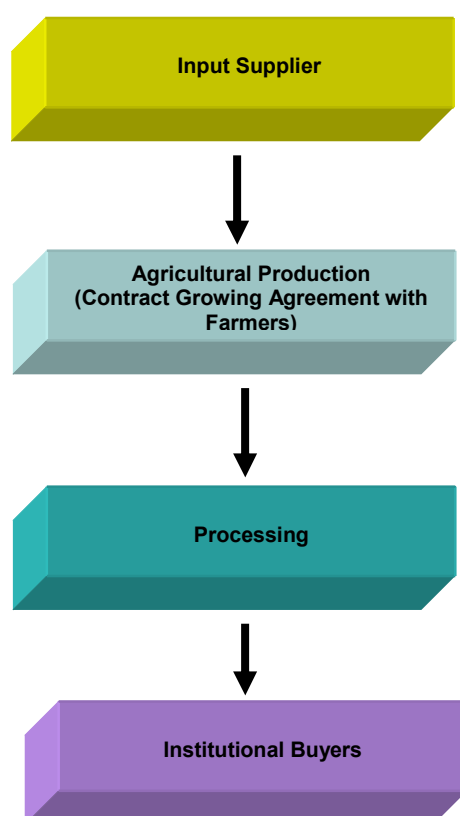 Input Supplier
Agricultural Production
(Contract Growing Agreement with
Farmers)
Processing
Institutional Buyers